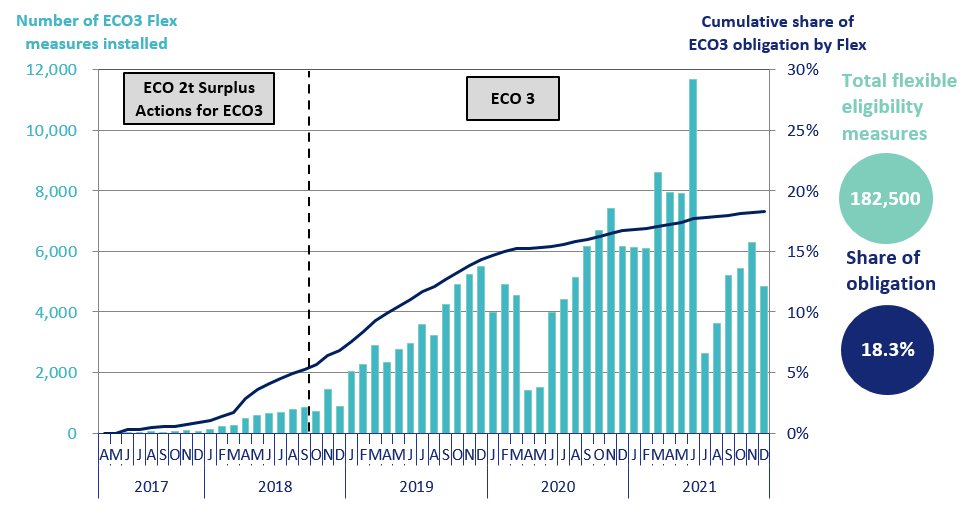 Number of ECO3 Flex
measures installed
Cumulative share of
ECO3 obligation by Flex
12,000
10,000
8,000
6,000
4,000
2,000
0
ECO 2t Surplus
Actions for ECO3
ECO 3
30%
25%
20%
15%
10%
5%
0%
A M J J A S O N D J F M A M J J A S O N D J F M A M J J A S O N D J F M A M J J A S O N D J F M A M J J A S O N D
2017 2018 2019 2020 2021
Total flexible
eligibility
measures
182,500
Share of
obligation
18.3%